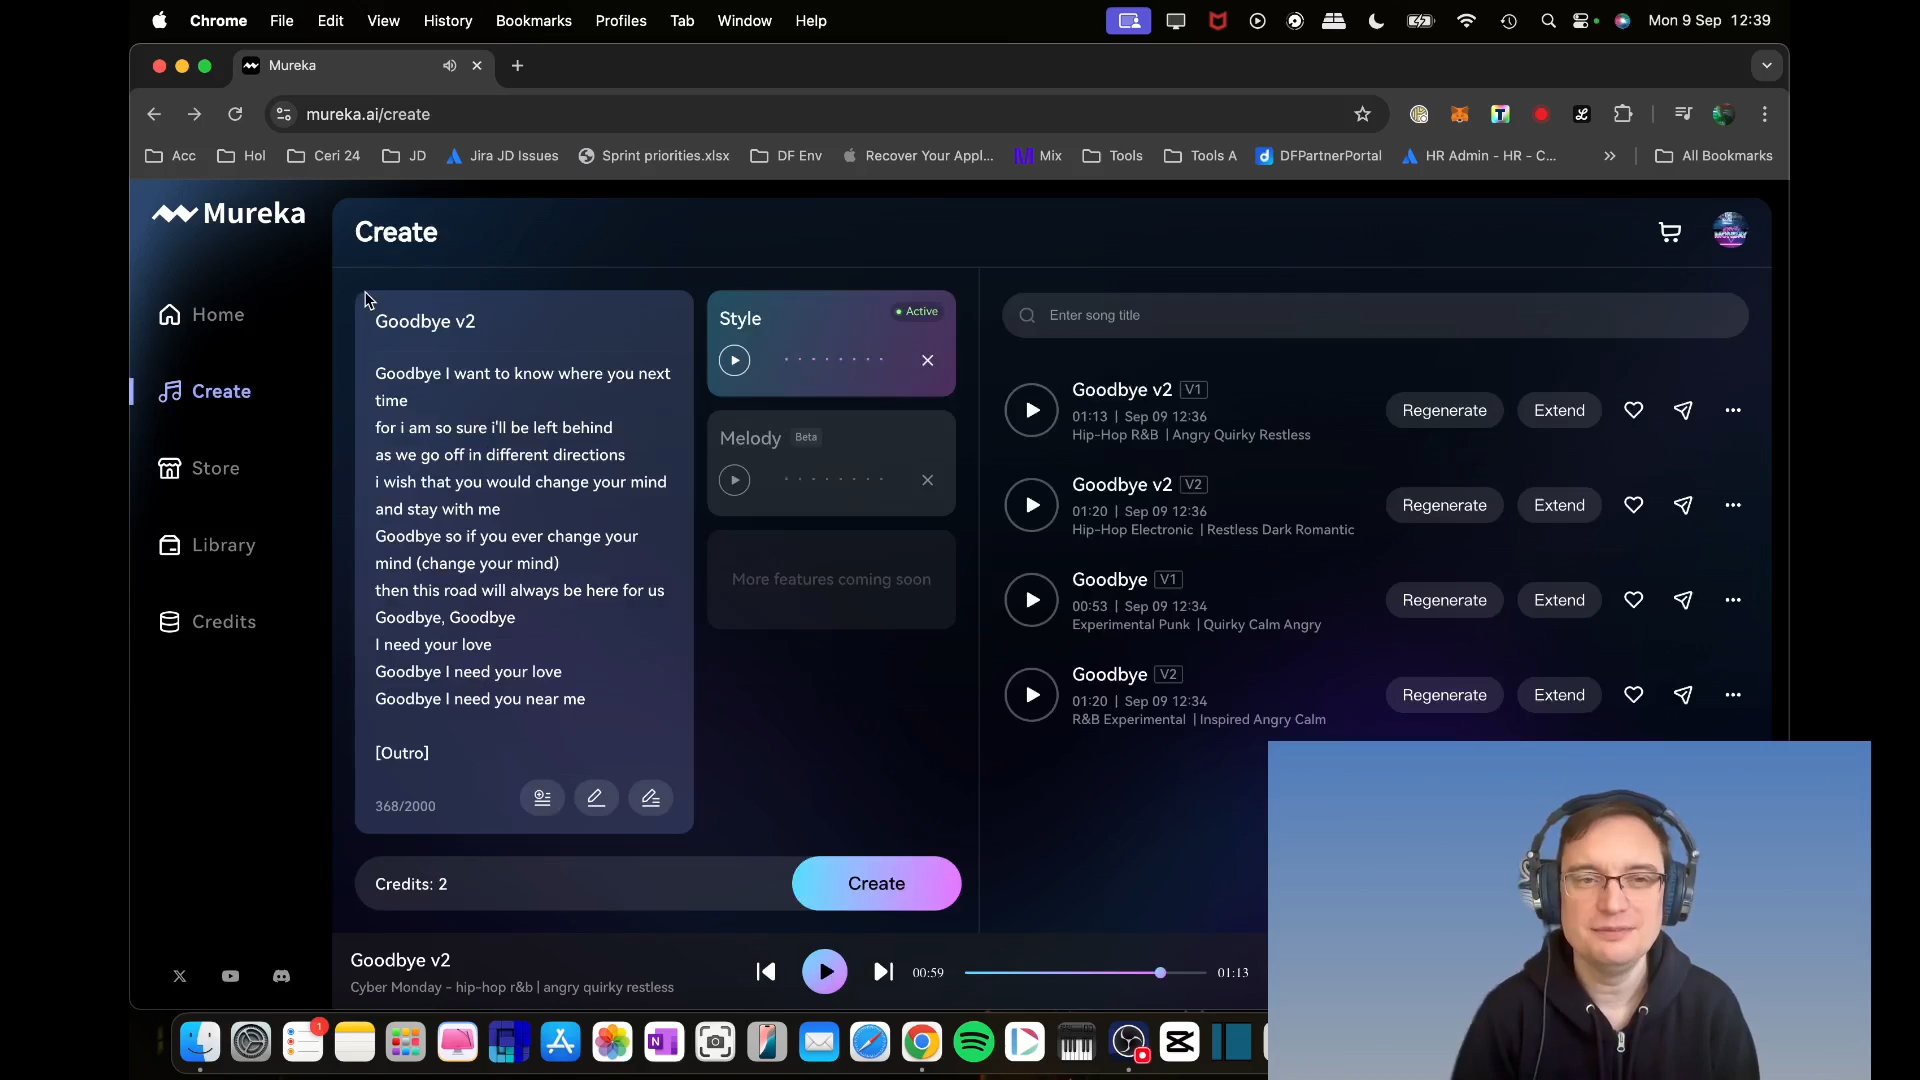 Chrome File Edit View History Bookmarks Profiles Tab Window Help Mon 9 Sep 12:39
Mureka
mureka.ai/create
Acc Hol Ceri 24 JD Jira JD Issues Sprint priorities.xlsx DF Env Recover Your Appl... Mix Tools Tools A DFPartnerPortal HR Admin - HR - C... » All Bookmarks
Mureka
Home
Create
Store
Library
Credits
Create
Goodbye v2
Goodbye I want to know where you next
time
for i am so sure i'll be left behind
as we go off in different directions
i wish that you would change your mind
and stay with me
Goodbye so if you ever change your
mind (change your mind)
then this road will always be here for us
Goodbye, Goodbye
I need your love
Goodbye I need your love
Goodbye I need you near me
[Outro]
368/2000
Style Active
Melody Beta
More features coming soon
Credits: 2 Create
MONDAY
Enter song title
Goodbye v2 V1
01:13 | Sep 09 12:36
Hip-Hop R&B | Angry Quirky Restless
Regenerate Extend
Goodbye v2 V2
01:20 | Sep 09 12:36
Hip-Hop Electronic | Restless Dark Romantic
Regenerate Extend
Goodbye V1
00:53 | Sep 09 12:34
Experimental Punk | Quirky Calm Angry
Regenerate Extend
Goodbye V2
01:20 | Sep 09 12:34
R&B Experimental | Inspired Angry Calm
Regenerate Extend
Goodbye v2
Cyber Monday - hip-hop r&b | angry quirky restless
00:59 01:13
1